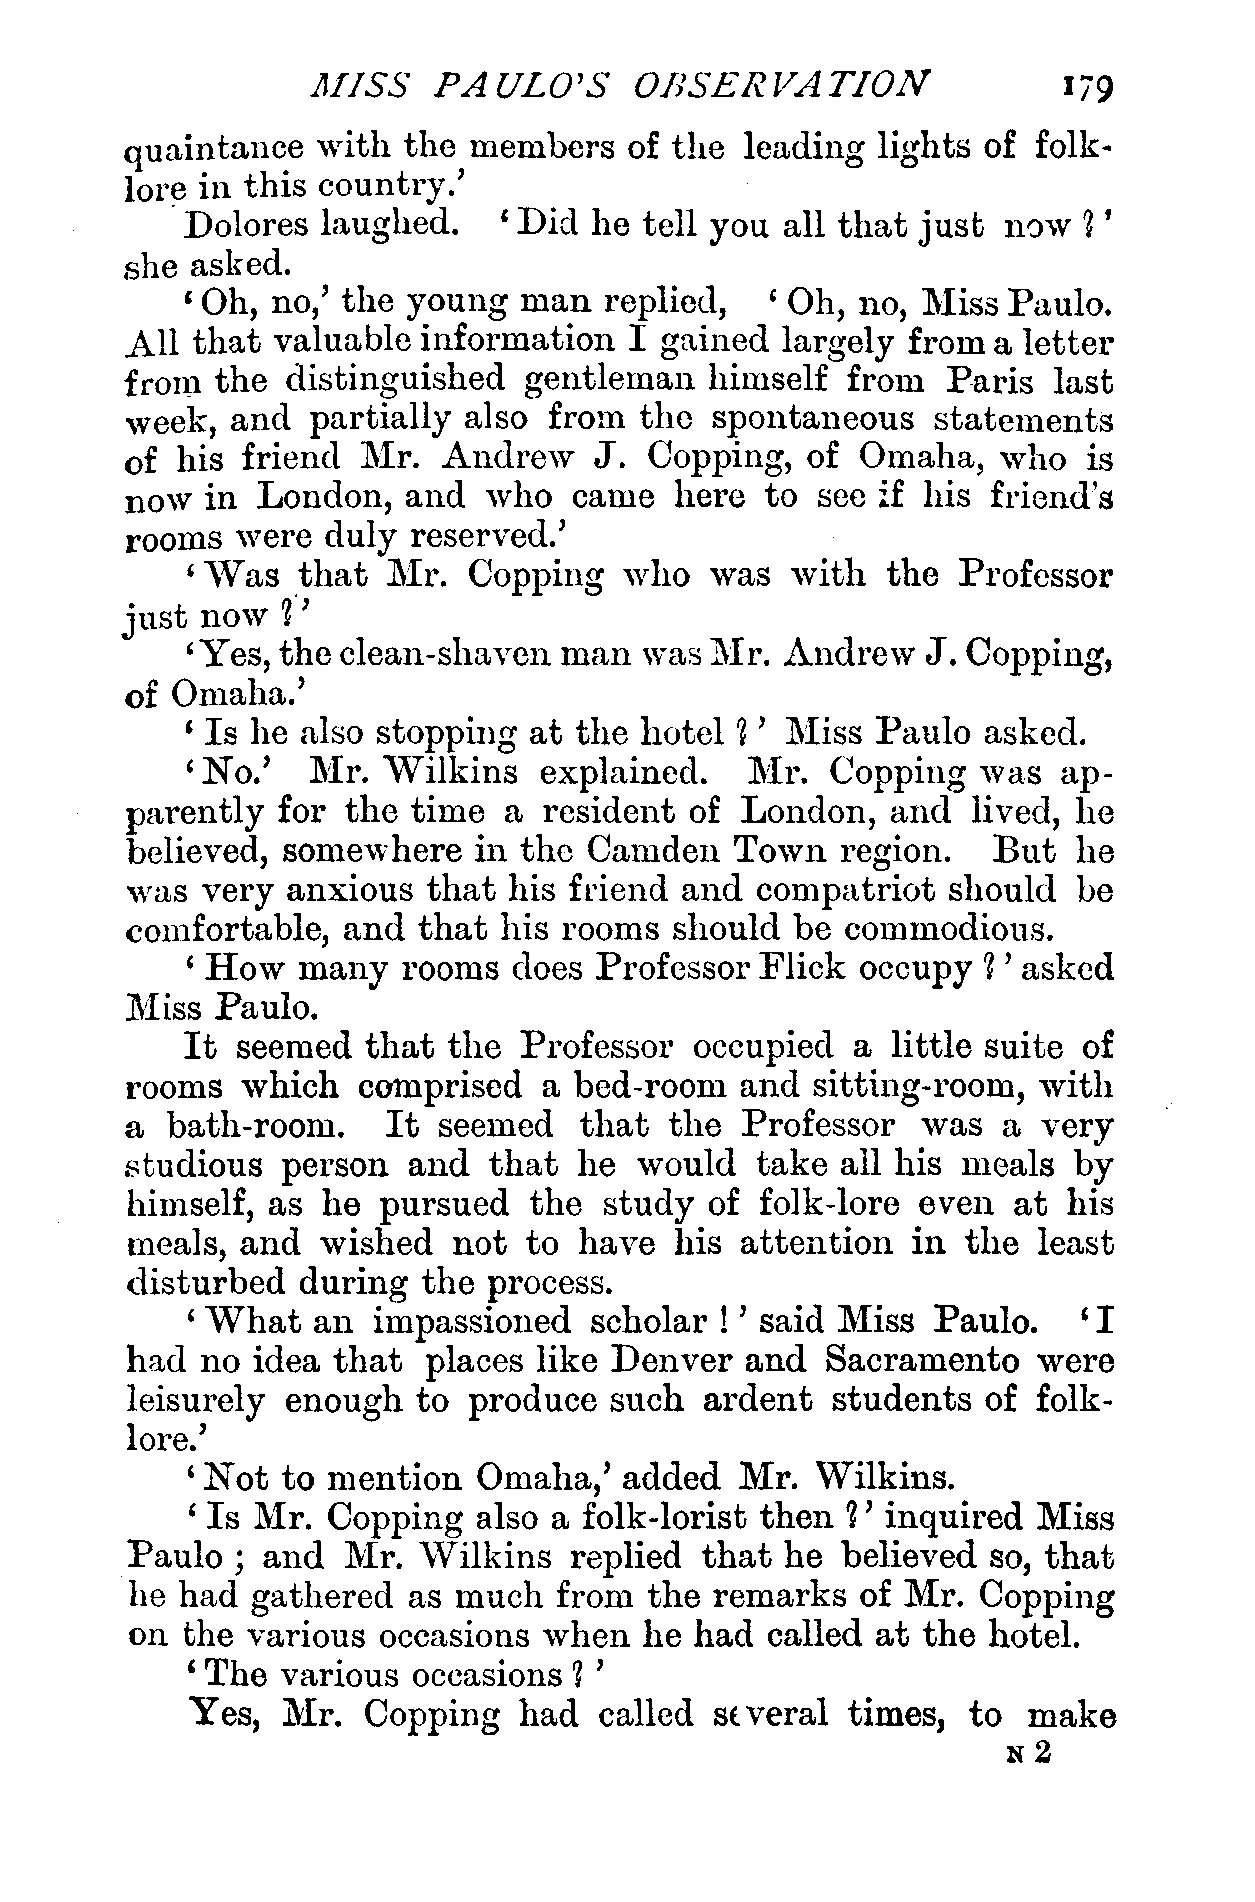 MISS PAULO'S OBSERVATION 179
quaintance with the members of the leading lights of folk-
lore in this country.'
Dolores laughed. 'Did he tell you all that just now?'
she asked.
'Oh, no,' the young man replied, 'Oh, no, Miss Paulo.
All that valuable information I gained largely from a letter
from the distinguished gentleman himself from Paris last
week, and partially also from the spontaneous statements
of his friend Mr. Andrew J. Copping, of Omaha, who is
now in London, and who came here to see if his friend's
rooms were duly reserved.'
'Was that Mr. Copping who was with the Professor
just now?'
'Yes, the clean-shaven man was Mr. Andrew J. Copping,
of Omaha.'
'Is he also stopping at the hotel?' Miss Paulo asked.
'No.' Mr. Wilkins explained. Mr. Copping was ap-
parently for the time a resident of London, and lived, he
believed, somewhere in the Camden Town region. But he
was very anxious that his friend and compatriot should be
comfortable, and that his rooms should be commodious.
'How many rooms does Professor Flick occupy?' asked
Miss Paulo.
It seemed that the Professor occupied a little suite of
rooms which comprised a bed-room and sitting-room, with
a bath-room. It seemed that the Professor was a very
studious person and that he would take all his meals by
himself, as he pursued the study of folk-lore even at his
meals, and wished not to have his attention in the least
disturbed during the process.
'What an impassioned scholar!' said Miss Paulo. 'I
had no idea that places like Denver and Sacramento were
leisurely enough to produce such ardent students of folk-
lore.'
'Not to mention Omaha,' added Mr. Wilkins.
'Is Mr. Copping also a folk-lorist then?' inquired Miss
Paulo; and Mr. Wilkins replied that he believed so, that
he had gathered as much from the remarks of Mr. Copping
on the various occasions when he had called at the hotel.
'The various occasions?'
Yes, Mr. Copping had called several times, to make
N 2